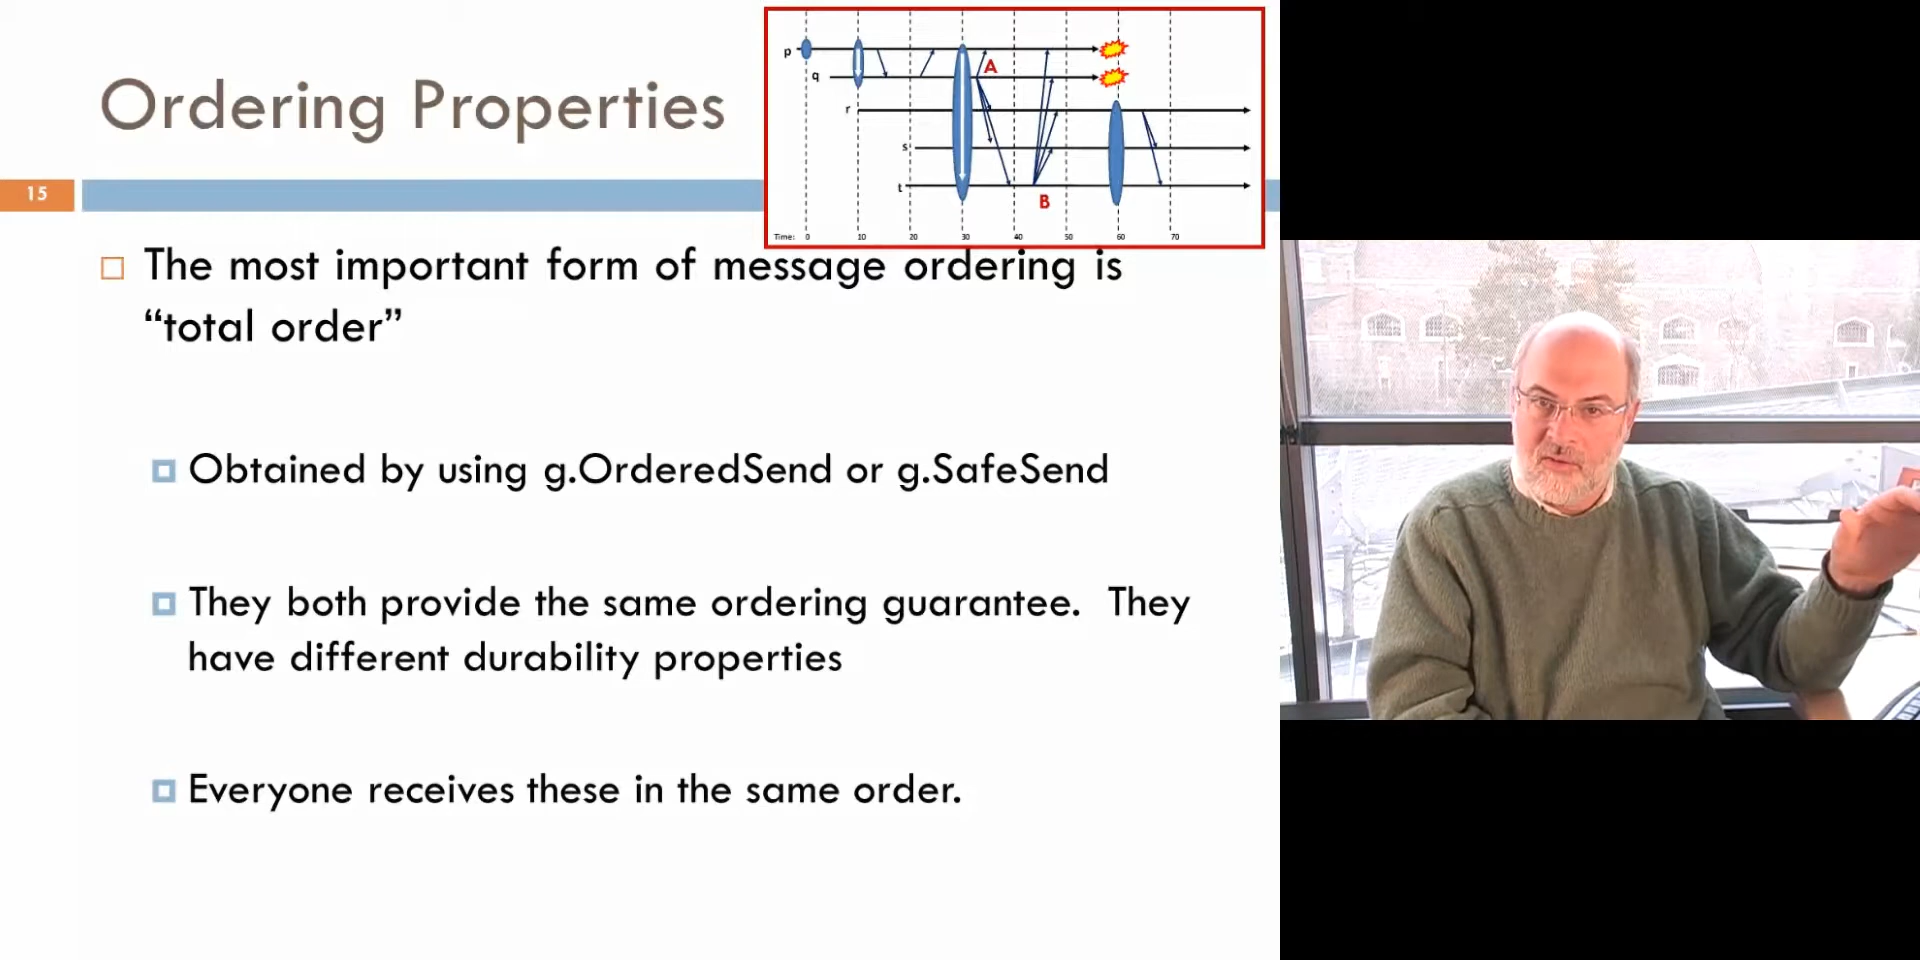 Ordering Properties
15
p
q
r
s
t
A
B
Time: 0 10 20 30 40 50 60 70
The most important form of message ordering is
“total order”
Obtained by using g.OrderedSend or g.SafeSend
They both provide the same ordering guarantee. They
have different durability properties
Everyone receives these in the same order.